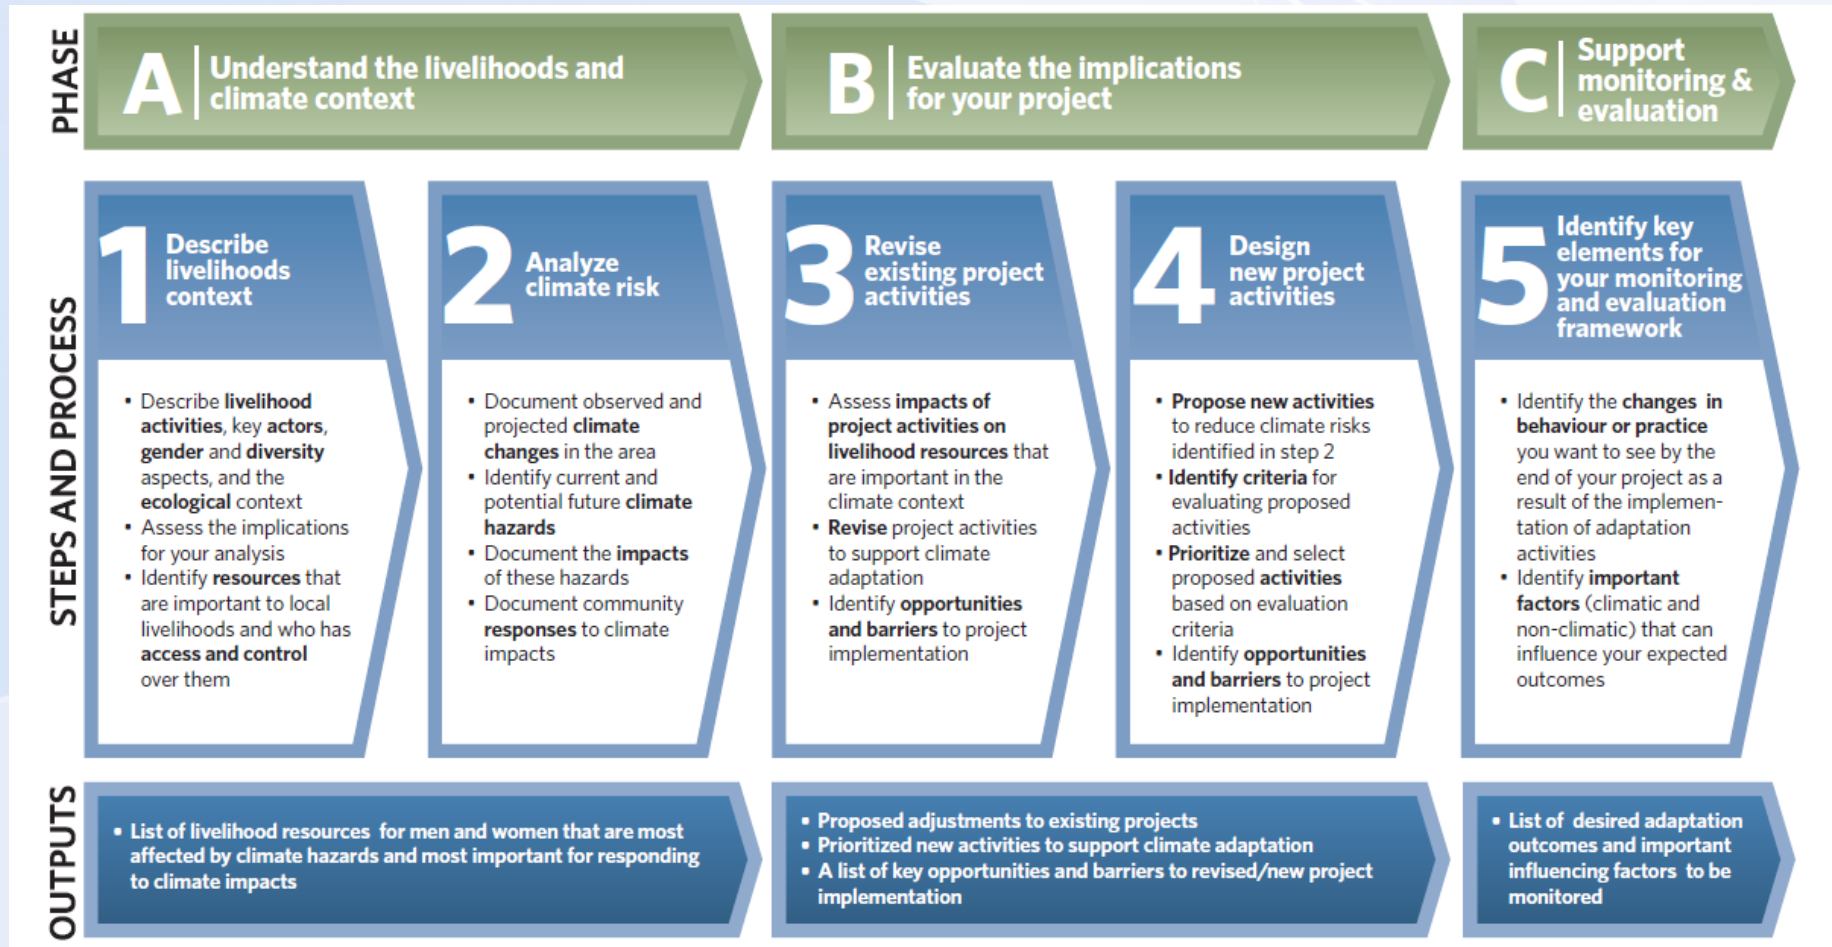 PHASE
A
Understand the livelihoods and
climate context
B
Evaluate the implications
for your project
C
Support
monitoring &
evaluation
STEPS AND PROCESS
1
Describe
livelihoods
context
• Describe livelihood
activities, key actors,
gender and diversity
aspects, and the
ecological context
• Assess the implications
for your analysis
• Identify resources that
are important to local
livelihoods and who has
access and control
over them
2
Analyze
climate risk
• Document observed and
projected climate
changes in the area
• Identify current and
potential future climate
hazards
• Document the impacts
of these hazards
• Document community
responses to climate
impacts
3
Revise
existing project
activities
• Assess impacts of
project activities on
livelihood resources that
are important in the
climate context
• Revise project activities
to support climate
adaptation
• Identify opportunities
and barriers to project
implementation
4
Design
new project
activities
• Propose new activities
to reduce climate risks
identified in step 2
• Identify criteria for
evaluating proposed
activities
• Prioritize and select
proposed activities
based on evaluation
criteria
• Identify opportunities
and barriers to project
implementation
5
Identify key
elements for
your monitoring
and evaluation
framework
• Identify the changes in
behaviour or practice
you want to see by the
end of your project as a
result of the implemen-
tation of adaptation
activities
• Identify important
factors (climatic and
non-climatic) that can
influence your expected
outcomes
OUTPUTS
• List of livelihood resources for men and women that are most
affected by climate hazards and most important for responding
to climate impacts
• Proposed adjustments to existing projects
• Prioritized new activities to support climate adaptation
• A list of key opportunities and barriers to revised/new project
implementation
• List of desired adaptation
outcomes and important
influencing factors to be
monitored